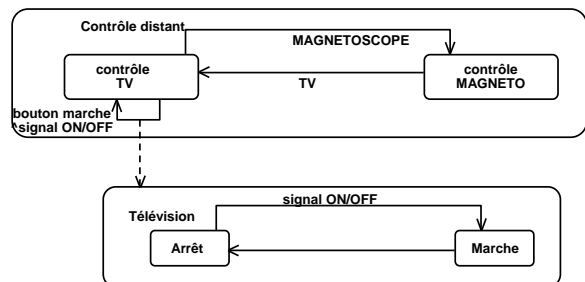 Contrôle distant
MAGNETOSCOPE
contrôle
TV
contrôle
MAGNETO
TV
bouton marche
^signal ON/OFF
signal ON/OFF
Télévision
Arrêt
Marche